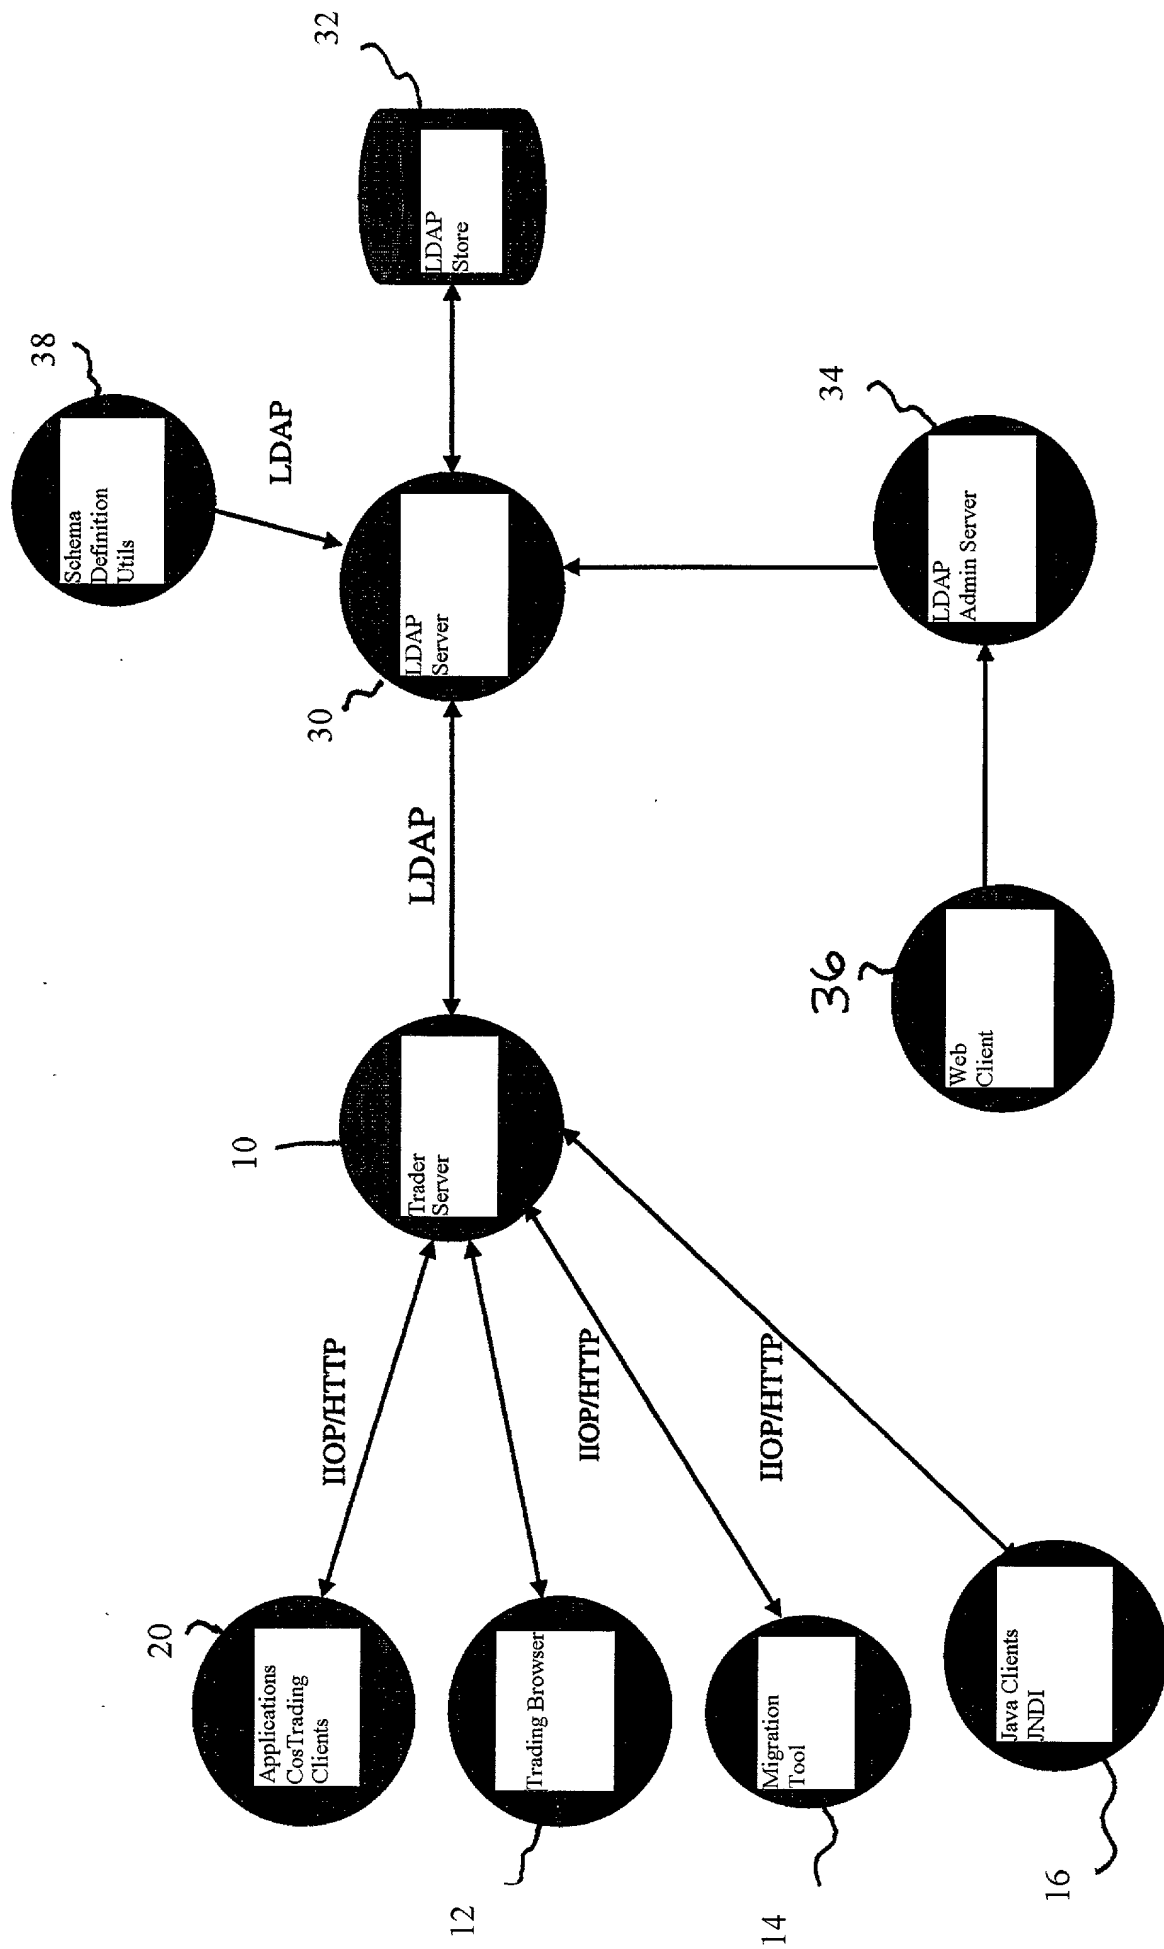 32
LDAP
Store
38
Schema
Definition
Utils
LDAP
LDAP
Server
30
LDAP
34
LDAP
Admin Server
36
Web
Client
10
Trader
Server
IIOP/HTTP
IIOP/HTTP
IIOP/HTTP
20
Applications
CosTrading
Clients
Trading Browser
12
Migration
Tool
14
Java Clients
JNDI
16